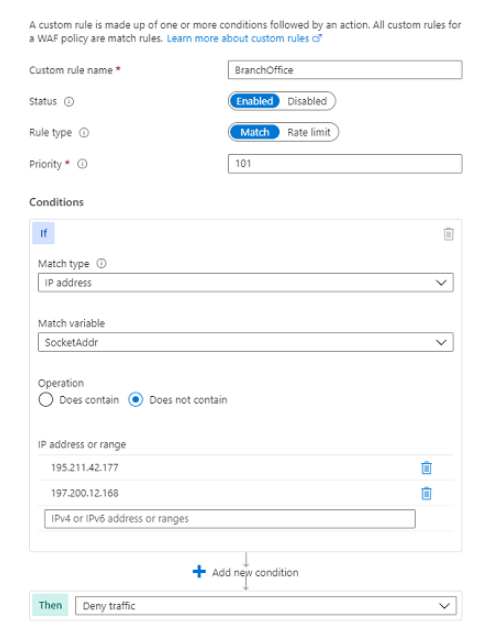 A custom rule is made up of one or more conditions followed by an action. All custom rules for
a WAF policy are match rules. Learn more about custom rules
Custom rule name *
BranchOffice
Status
Enabled Disabled
Rule type
Match Rate limit
Priority *
101
Conditions
If
Match type
IP address
Match variable
SocketAddr
Operation
Does contain Does not contain
IP address or range
195.211.42.177
197.200.12.168
IPv4 or IPv6 address or ranges
Add new condition
Then Deny traffic